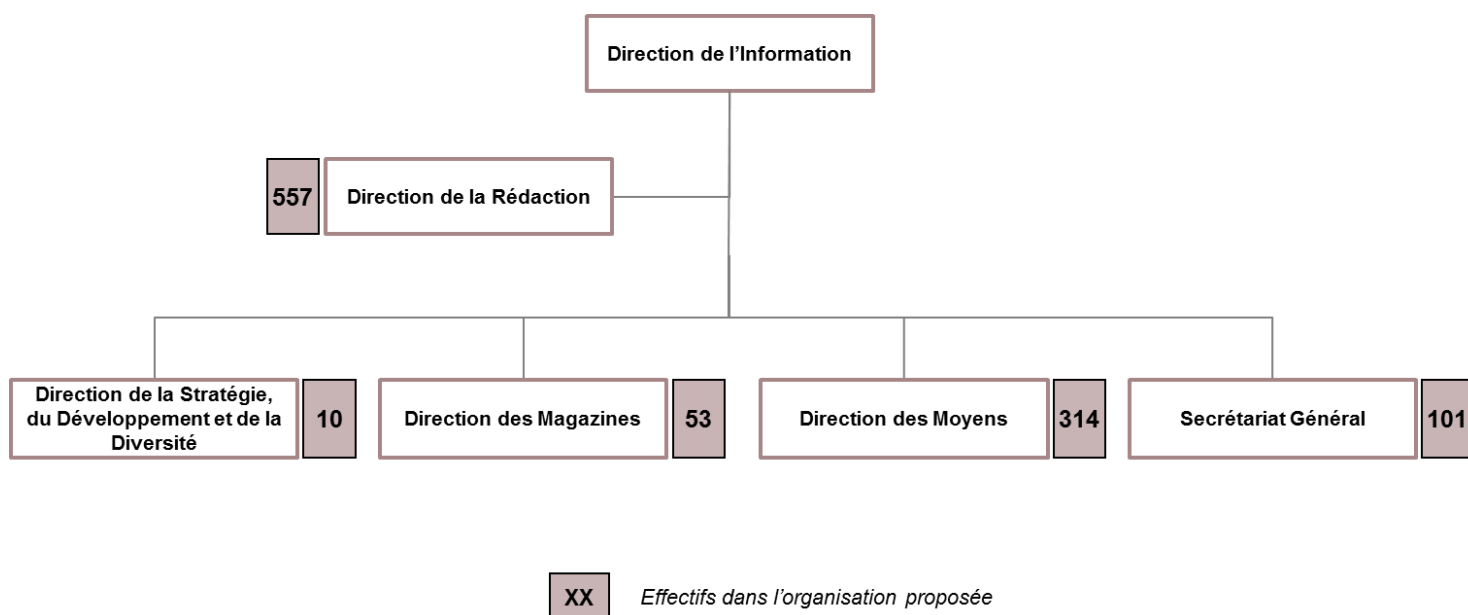 Direction de l’Information
557
Direction de la Rédaction
Direction de la Stratégie,
du Développement et de la
Diversité
10
Direction des Magazines
53
Direction des Moyens
314
Secrétariat Général
101
XX
Effectifs dans l’organisation proposée